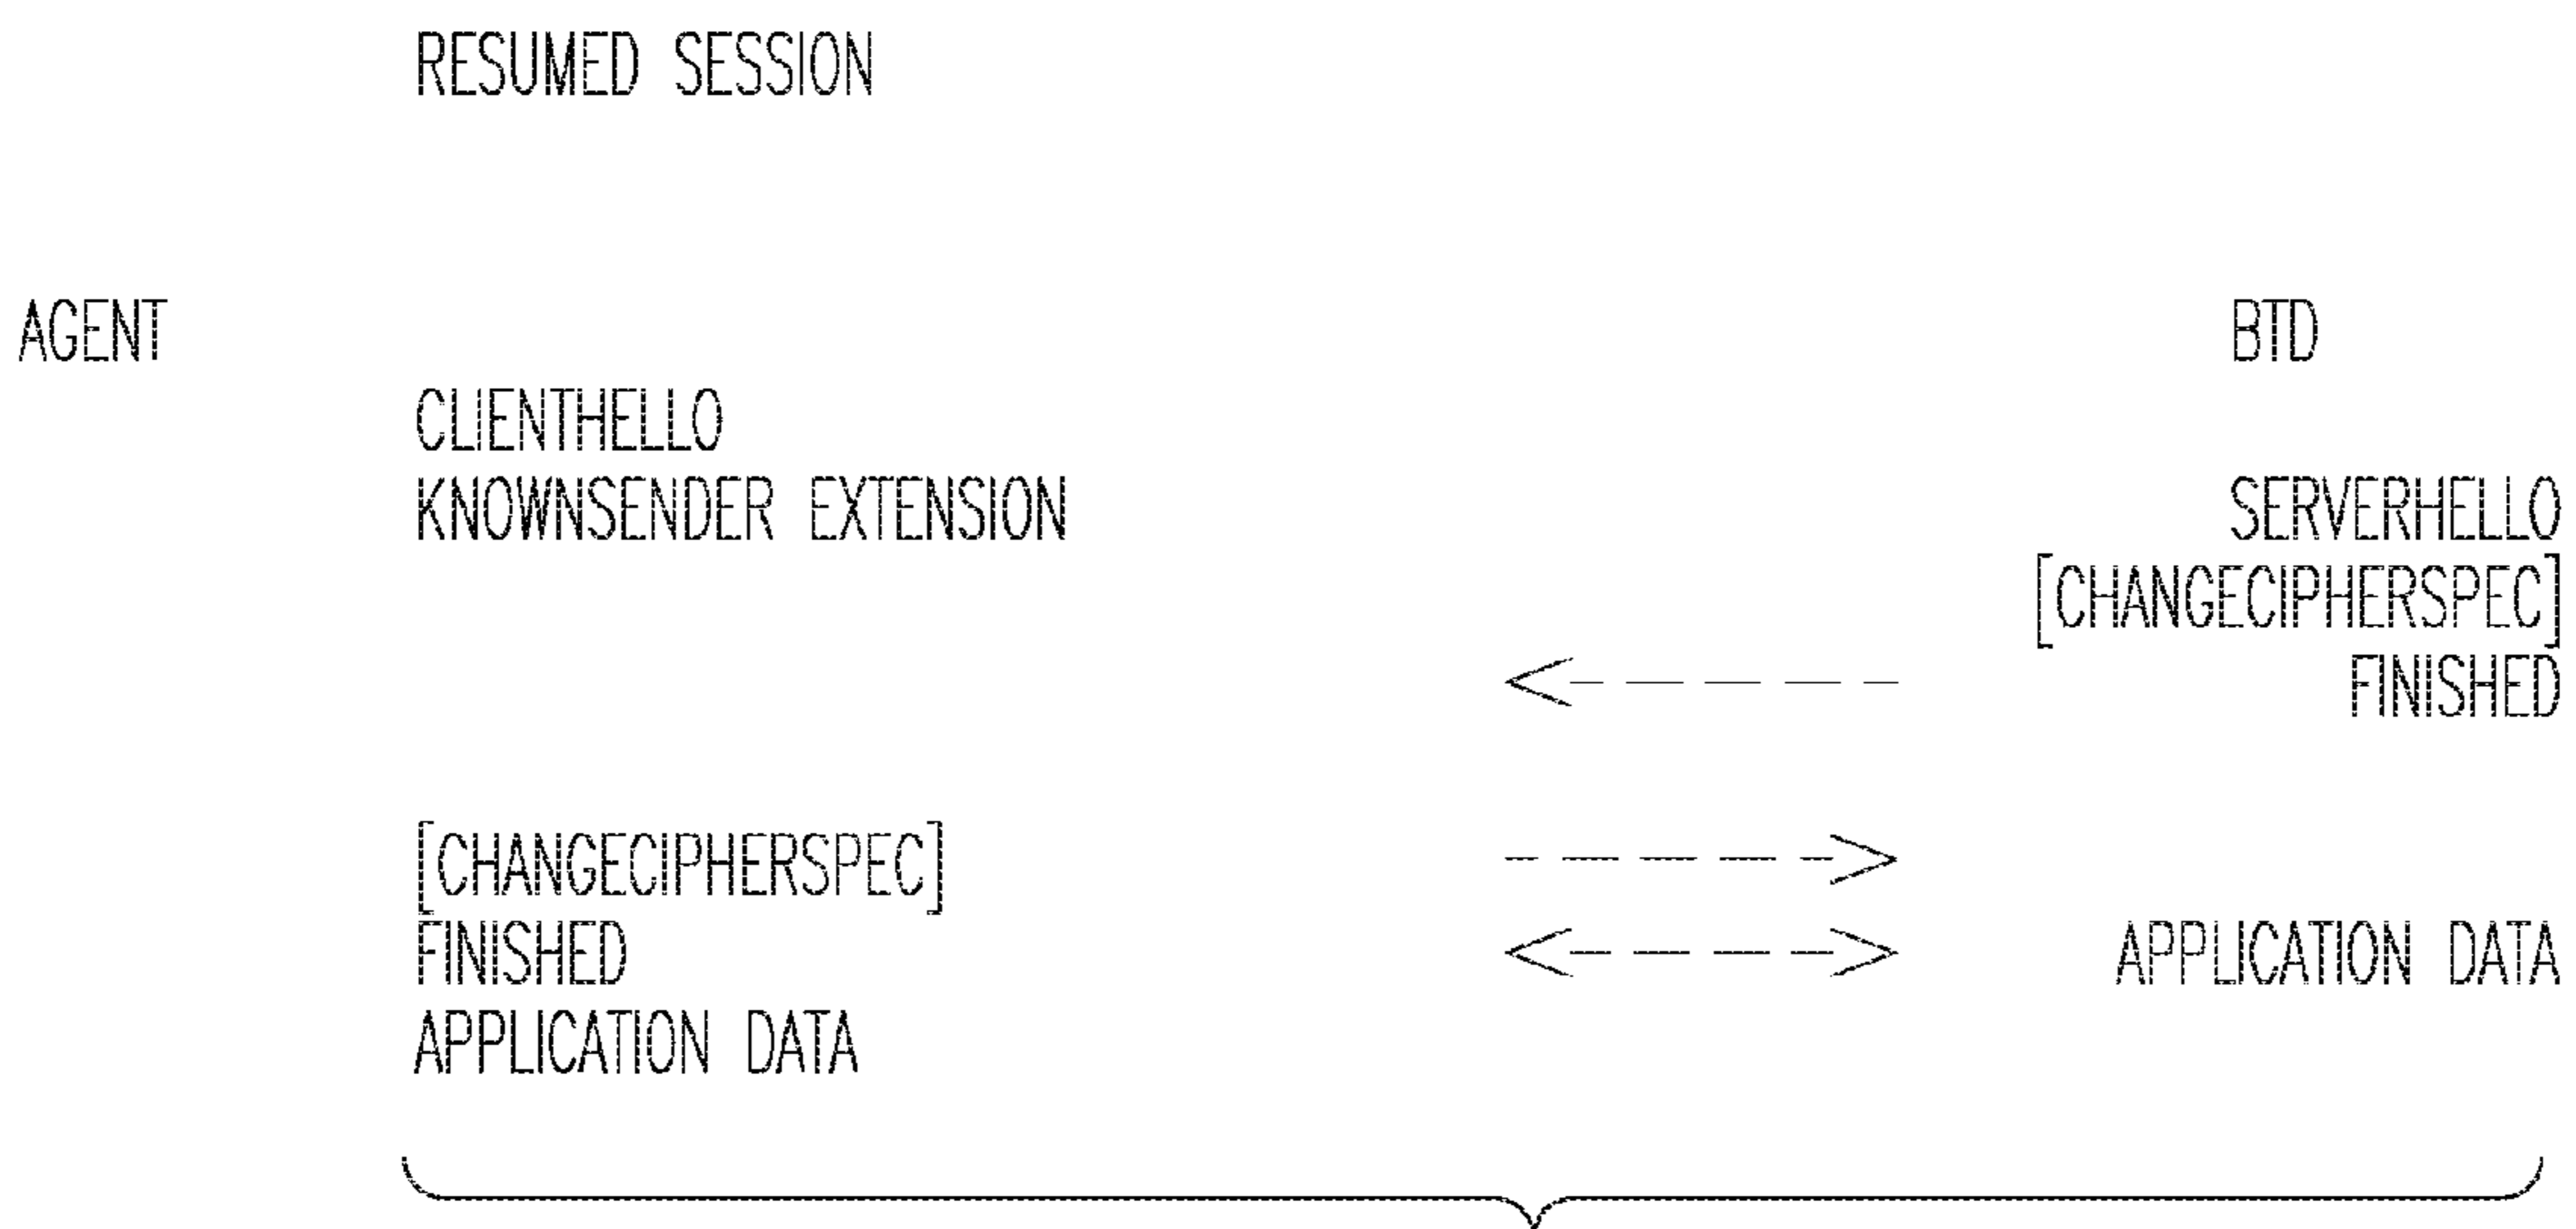 RESUMED SESSION
AGENT BTD
CLIENTHELLO
KNOWNSENDER EXTENSION SERVERHELLO
[CHANGECIPHERSPEC]
FINISHED
[CHANGECIPHERSPEC]
FINISHED APPLICATION DATA
APPLICATION DATA